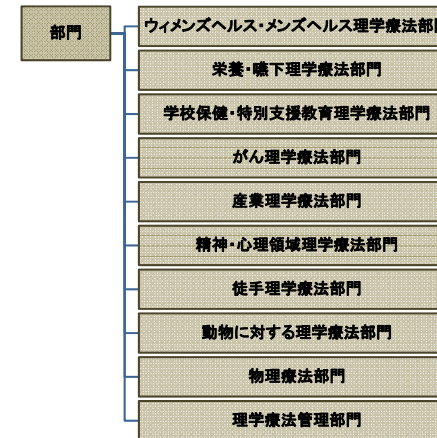 部門
ウィメンズヘルス・メンズヘルス理学療法部門
栄養・嚥下理学療法部門
学校保健・特別支援教育理学療法部門
がん理学療法部門
産業理学療法部門
精神・心理領域理学療法部門
徒手理学療法部門
動物に対する理学療法部門
物理療法部門
理学療法管理部門